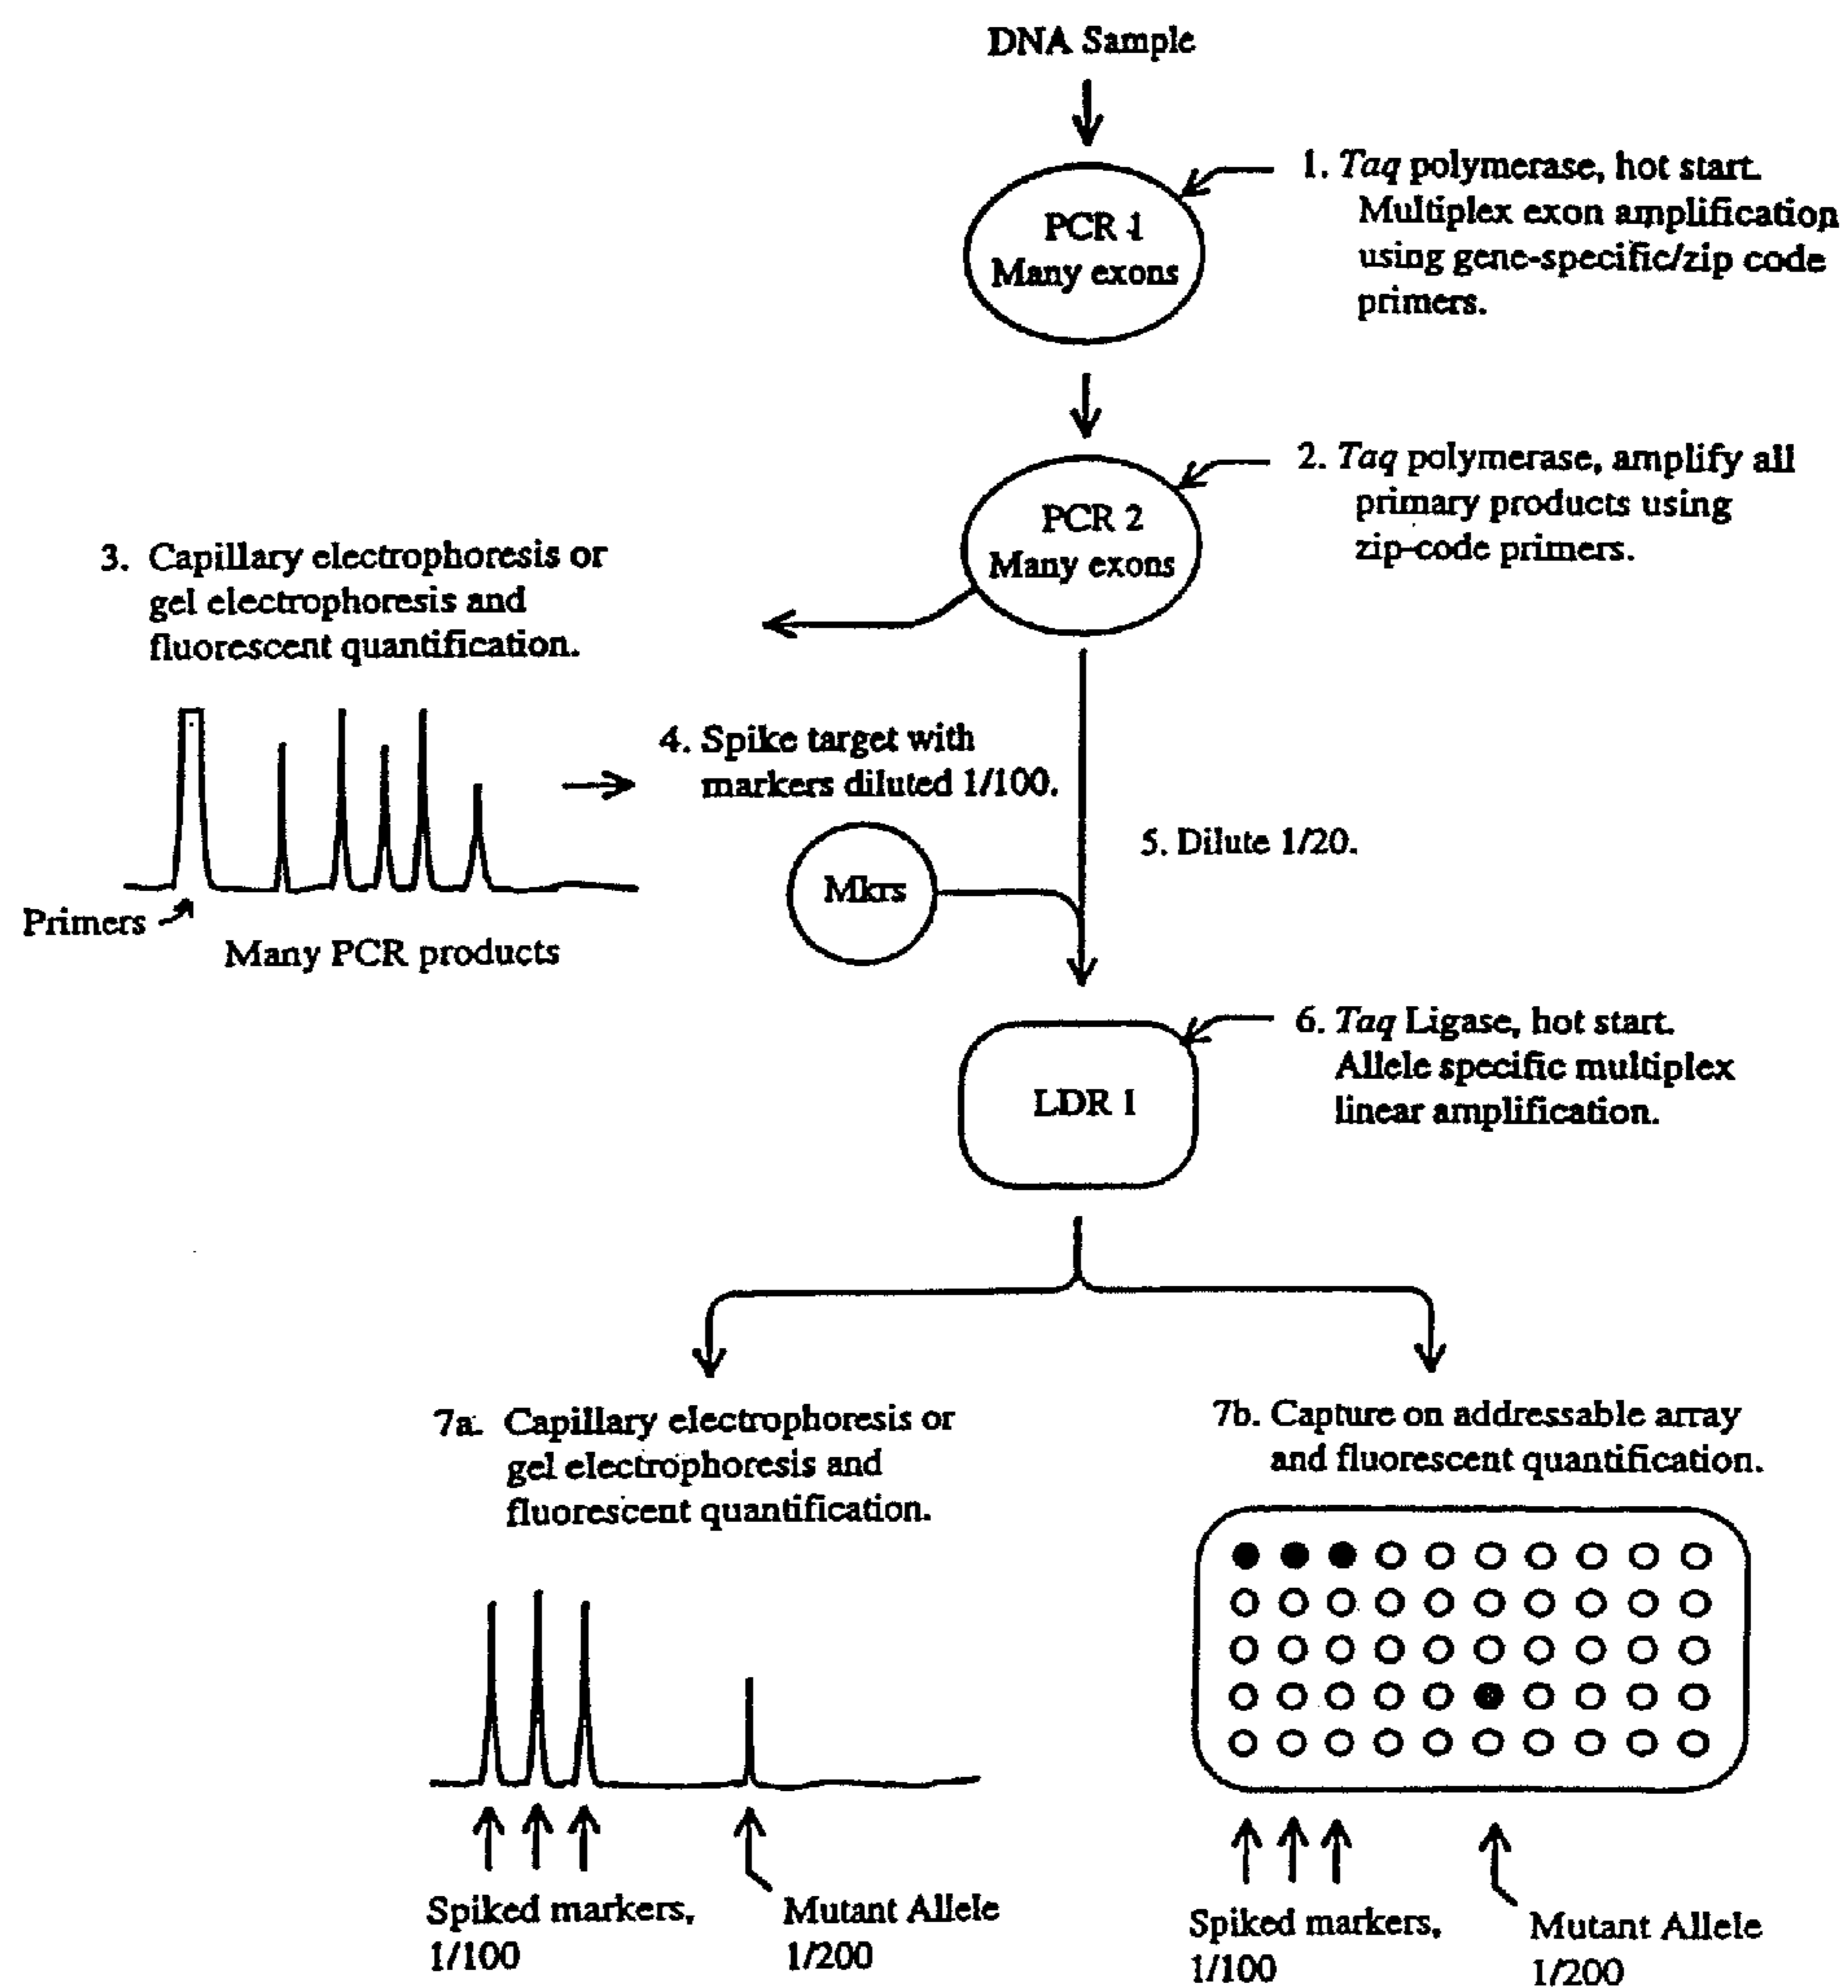 DNA Sample
PCR 1
Many exons
1. Taq polymerase, hot start.
Multiplex exon amplification
using gene-specific/zip code
primers.
PCR 2
Many exons
2. Taq polymerase, amplify all
primary products using
zip-code primers.
3. Capillary electrophoresis or
gel electrophoresis and
fluorescent quantification.
Primers
Many PCR products
4. Spike target with
markers diluted 1/100.
Mkrs
5. Dilute 1/20.
LDR 1
6. Taq Ligase, hot start.
Allele specific multiplex
linear amplification.
7a. Capillary electrophoresis or
gel electrophoresis and
fluorescent quantification.
Spiked markers,
1/100
Mutant Allele
1/200
7b. Capture on addressable array
and fluorescent quantification.
Spiked markers,
1/100
Mutant Allele
1/200